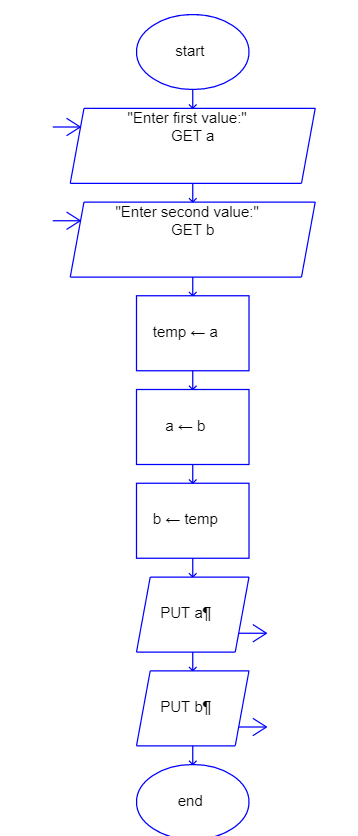 start
"Enter first value:"
GET a
"Enter second value:"
GET b
temp ← a
a ← b
b ← temp
PUT a¶
PUT b¶
end